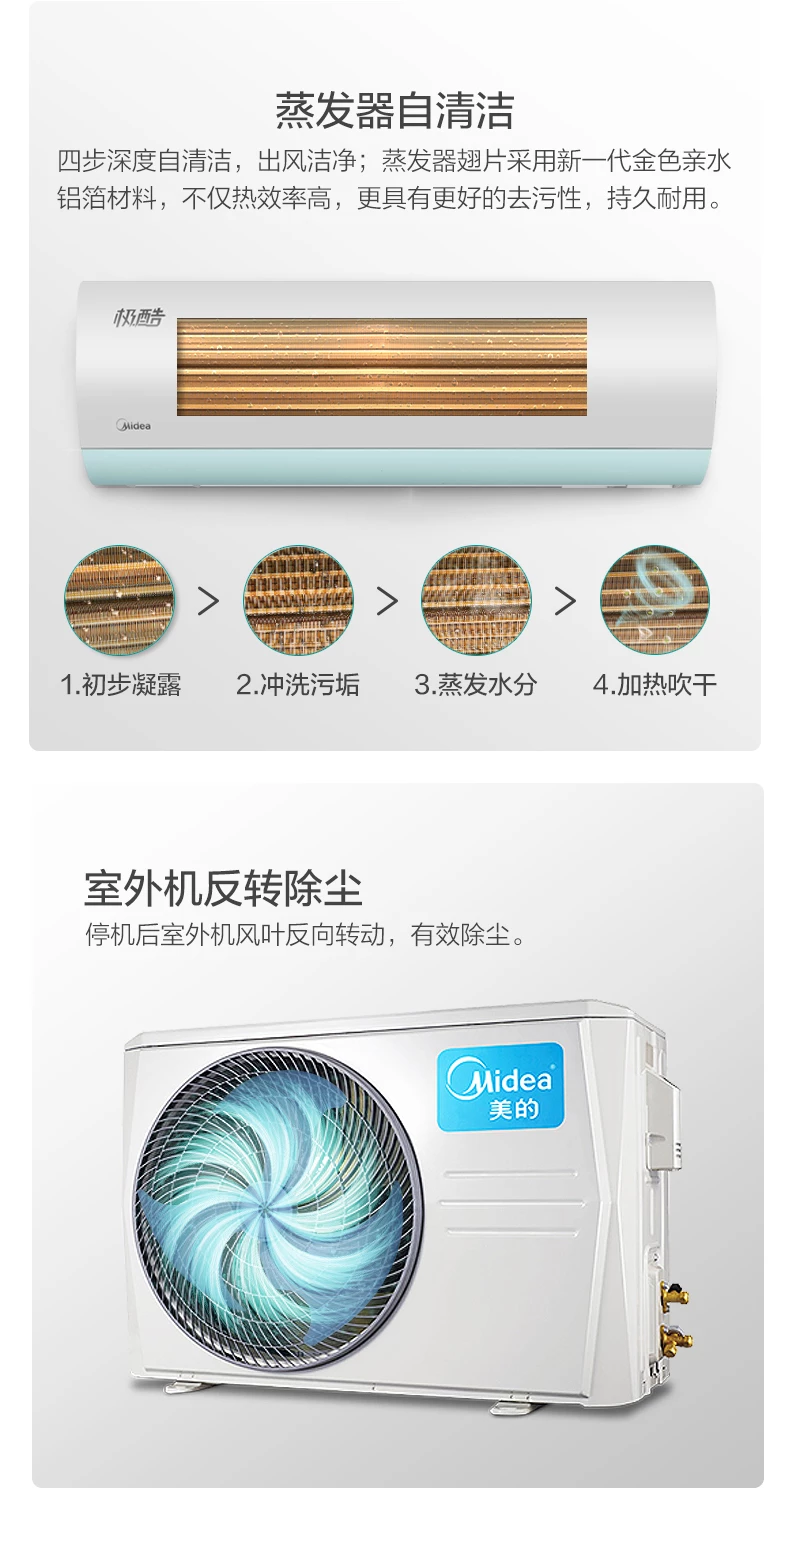 蒸发器自清洁
四步深度自清洁，出风洁净；蒸发器翅片采用新一代金色亲水
铝箔材料，不仅热效率高，更具有更好的去污性，持久耐用。
极酷
Midea
1.初步凝露 > 2.冲洗污垢 > 3.蒸发水分 > 4.加热吹干
室外机反转除尘
停机后室外机风叶反向转动，有效除尘。
Midea
美的